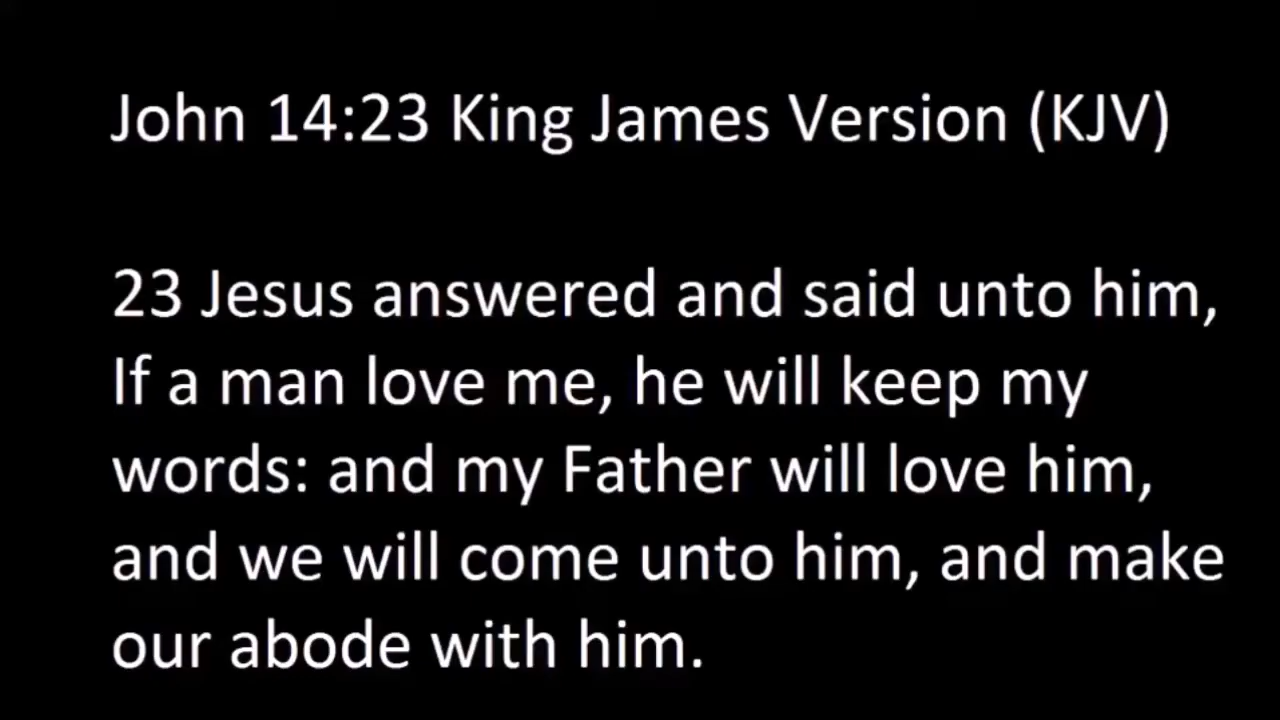 John 14:23 King James Version (KJV)
23 Jesus answered and said unto him,
If a man love me, he will keep my
words: and my Father will love him,
and we will come unto him, and make
our abode with him.